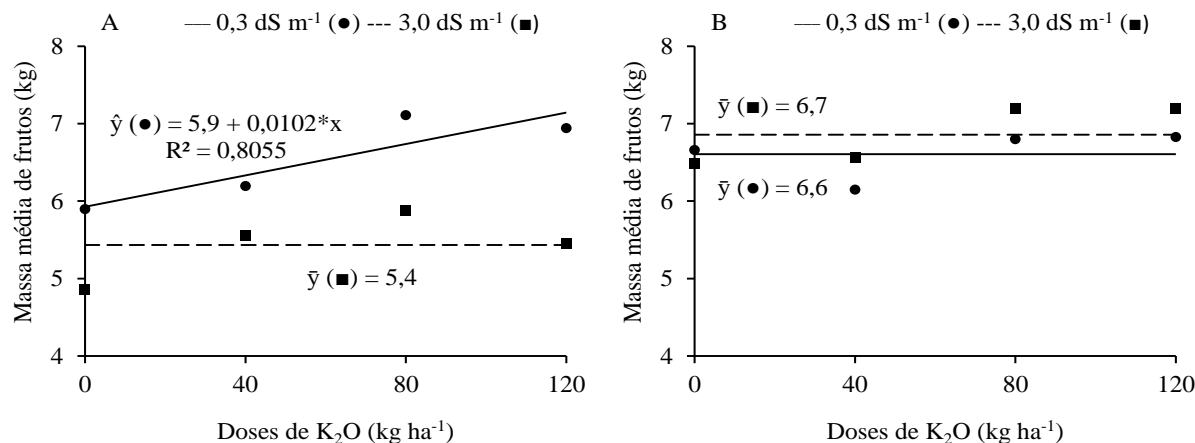 A — 0,3 dS m⁻¹ (●) --- 3,0 dS m⁻¹ (■)
Massa média de frutos (kg)
8
7
6
5
4
ŷ (●) = 5,9 + 0,0102*x
R² = 0,8055
ȳ (■) = 5,4
0 40 80 120
Doses de K₂O (kg ha⁻¹)
B — 0,3 dS m⁻¹ (●) --- 3,0 dS m⁻¹ (■)
Massa média de frutos (kg)
8
7
6
5
4
ȳ (■) = 6,7
ȳ (●) = 6,6
0 40 80 120
Doses de K₂O (kg ha⁻¹)